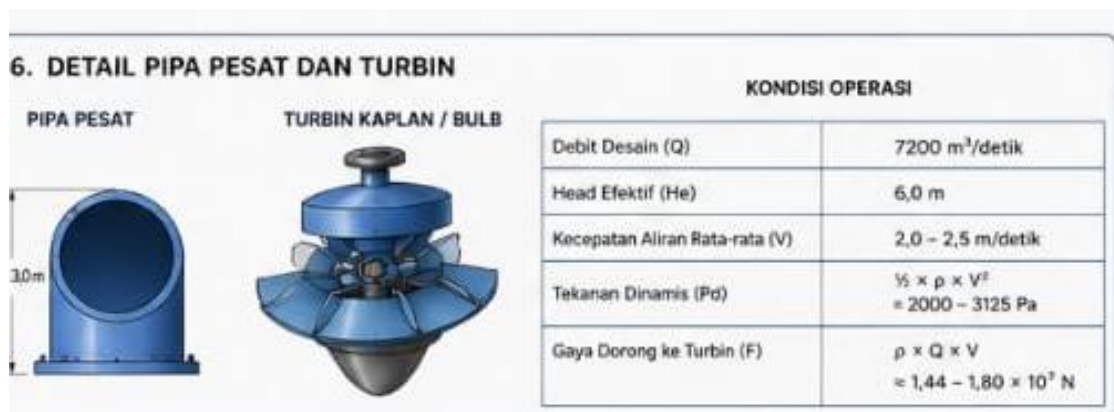 6. DETAIL PIPA PESAT DAN TURBIN
PIPA PESAT
TURBIN KAPLAN / BULB
3,0 m
KONDISI OPERASI
Debit Desain (Q) 7200 m³/detik
Head Efektif (He) 6,0 m
Kecepatan Aliran Rata-rata (V) 2,0 – 2,5 m/detik
Tekanan Dinamis (Pd) ½ × ρ × V²
= 2000 – 3125 Pa
Gaya Dorong ke Turbin (F) ρ × Q × V
≈ 1,44 – 1,80 × 10⁷ N